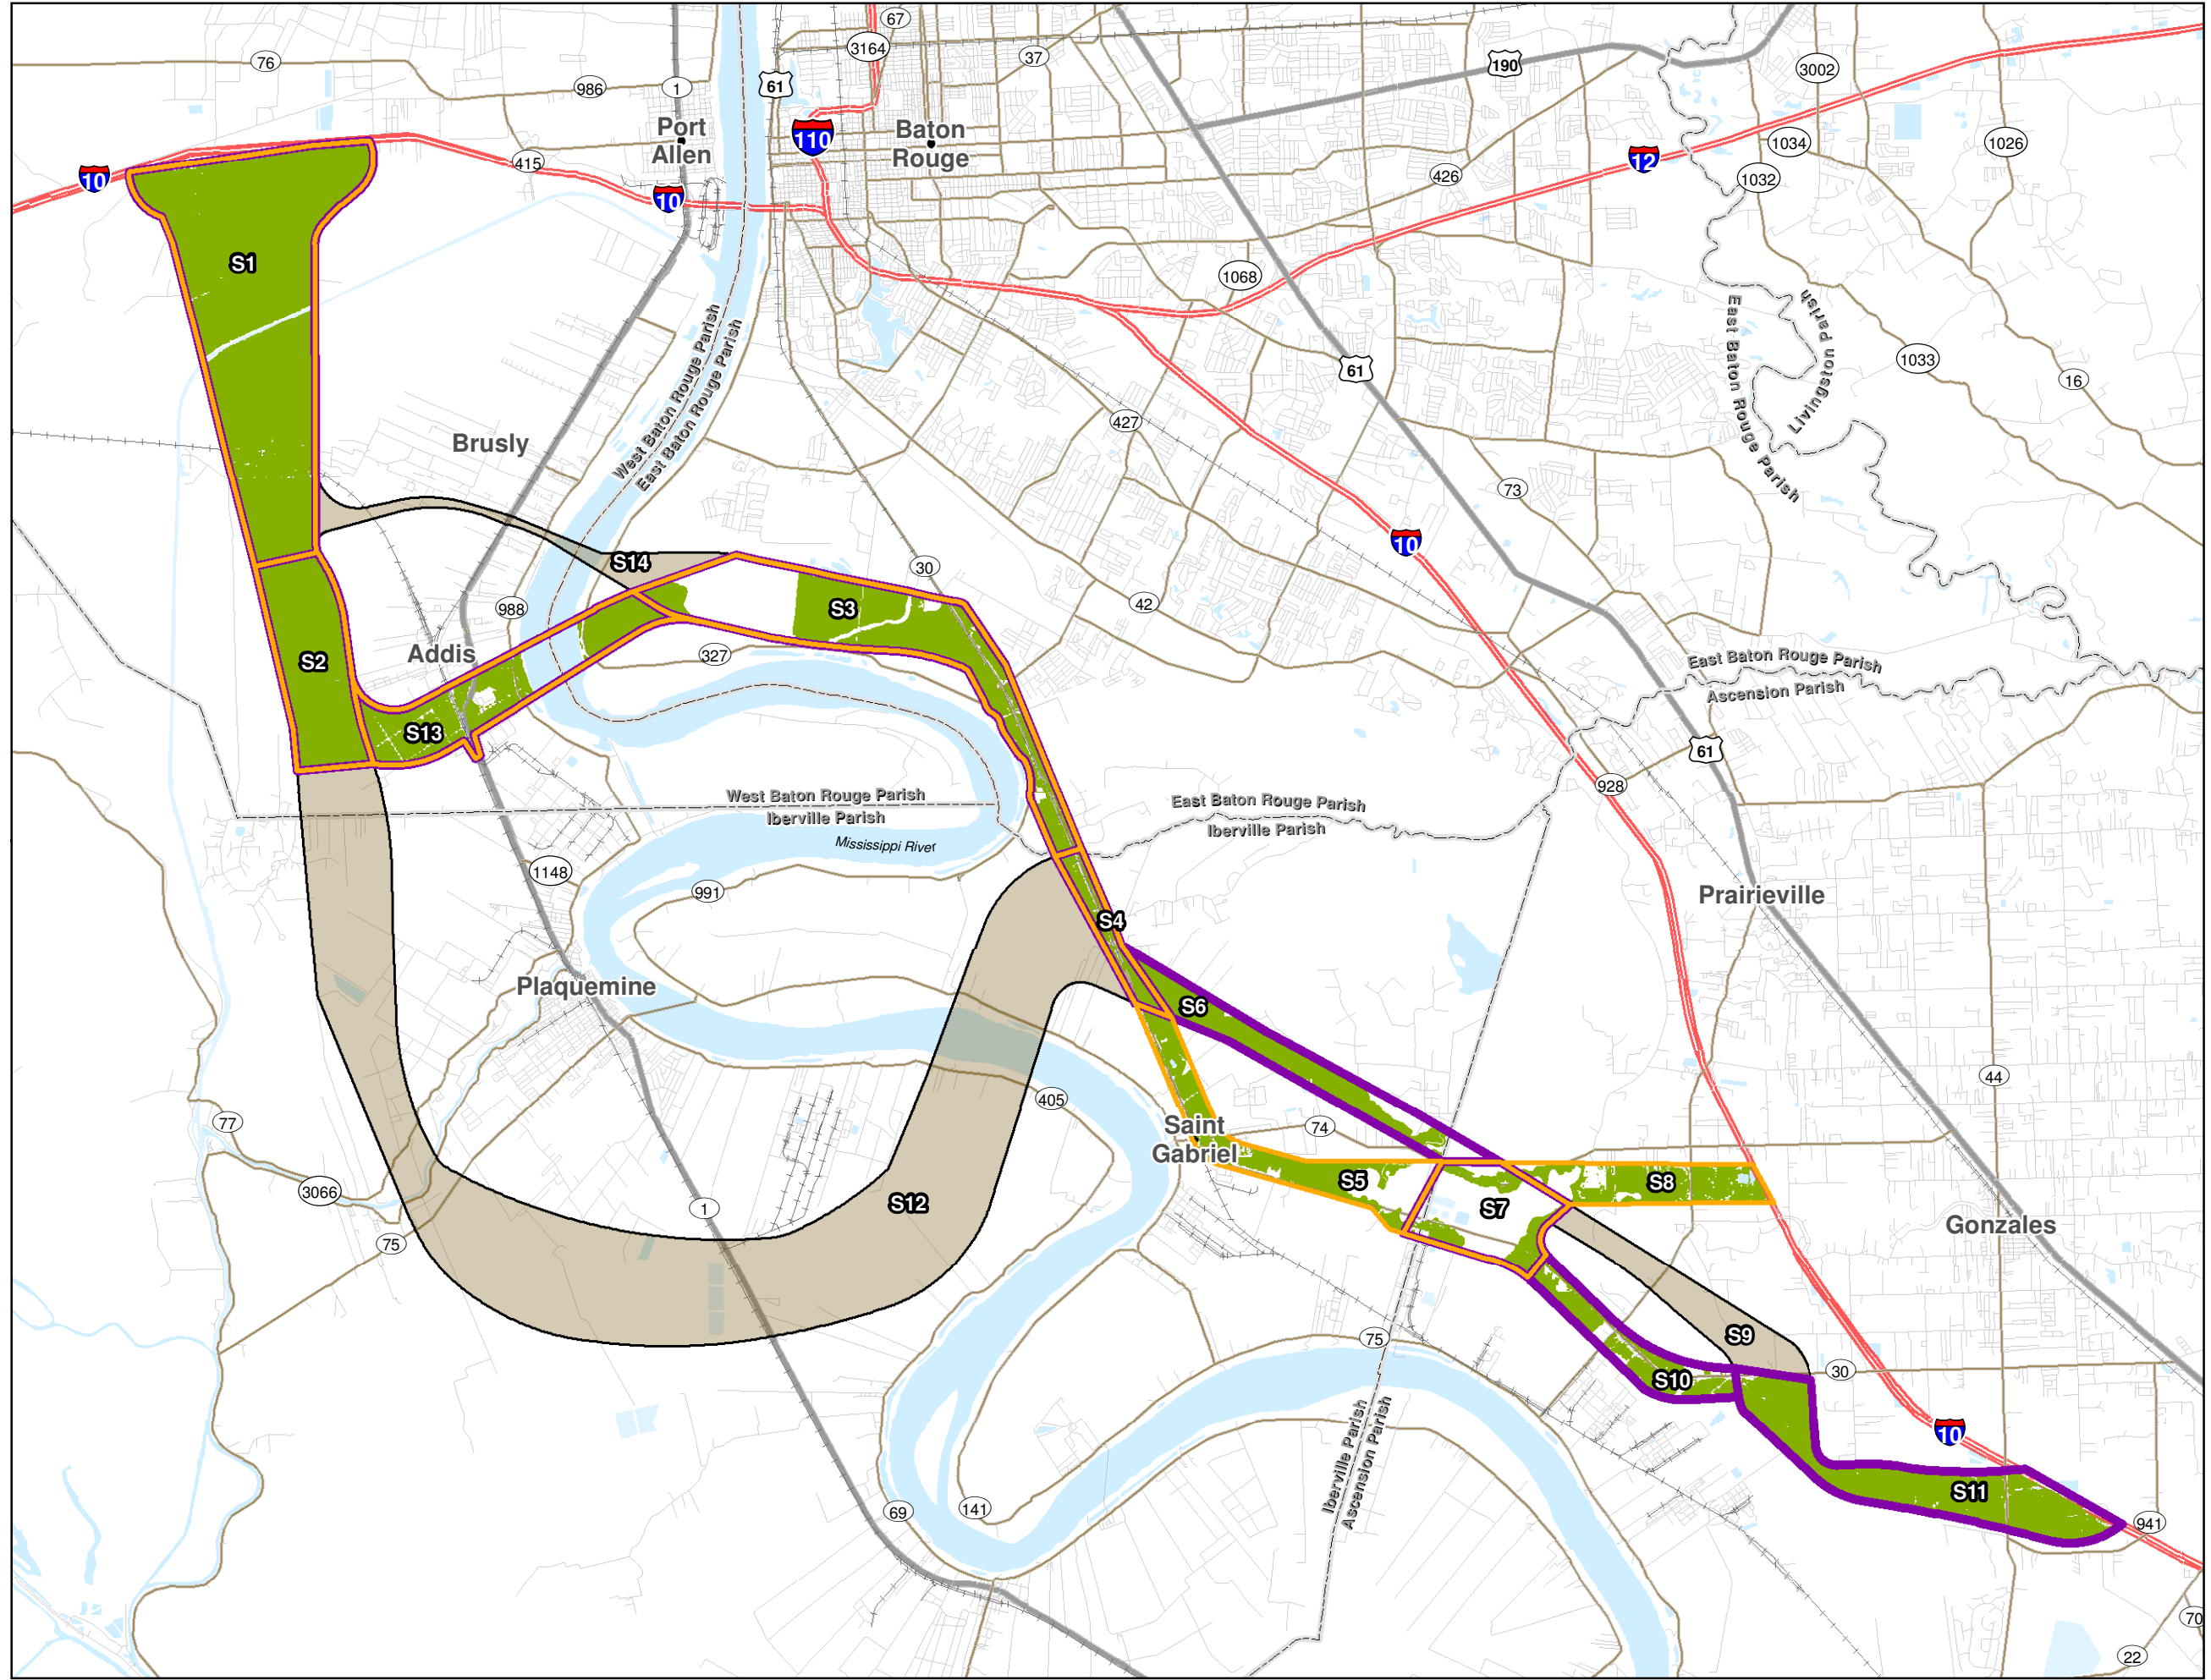 67
3164
37
76
986
1
61
190
3002
Port
Allen
110
Baton
Rouge
12
1034
1026
415
10
10
426
1032
S1
1068
West Baton Rouge Parish
East Baton Rouge Parish
East Baton Rouge Parish
Livingston Parish
61
1033
16
427
Brusly
73
10
S14
30
S3
988
42
S2
Addis
327
East Baton Rouge Parish
Ascension Parish
S13
61
928
West Baton Rouge Parish
Iberville Parish
East Baton Rouge Parish
Iberville Parish
Mississippi River
1148
991
Prairieville
S4
Plaquemine
S6
44
405
77
Saint
Gabriel
74
3066
S5
S8
S12
1
S7
Gonzales
75
S9
75
30
S10
Iberville Parish
Ascension Parish
10
S11
69
141
941
70
22